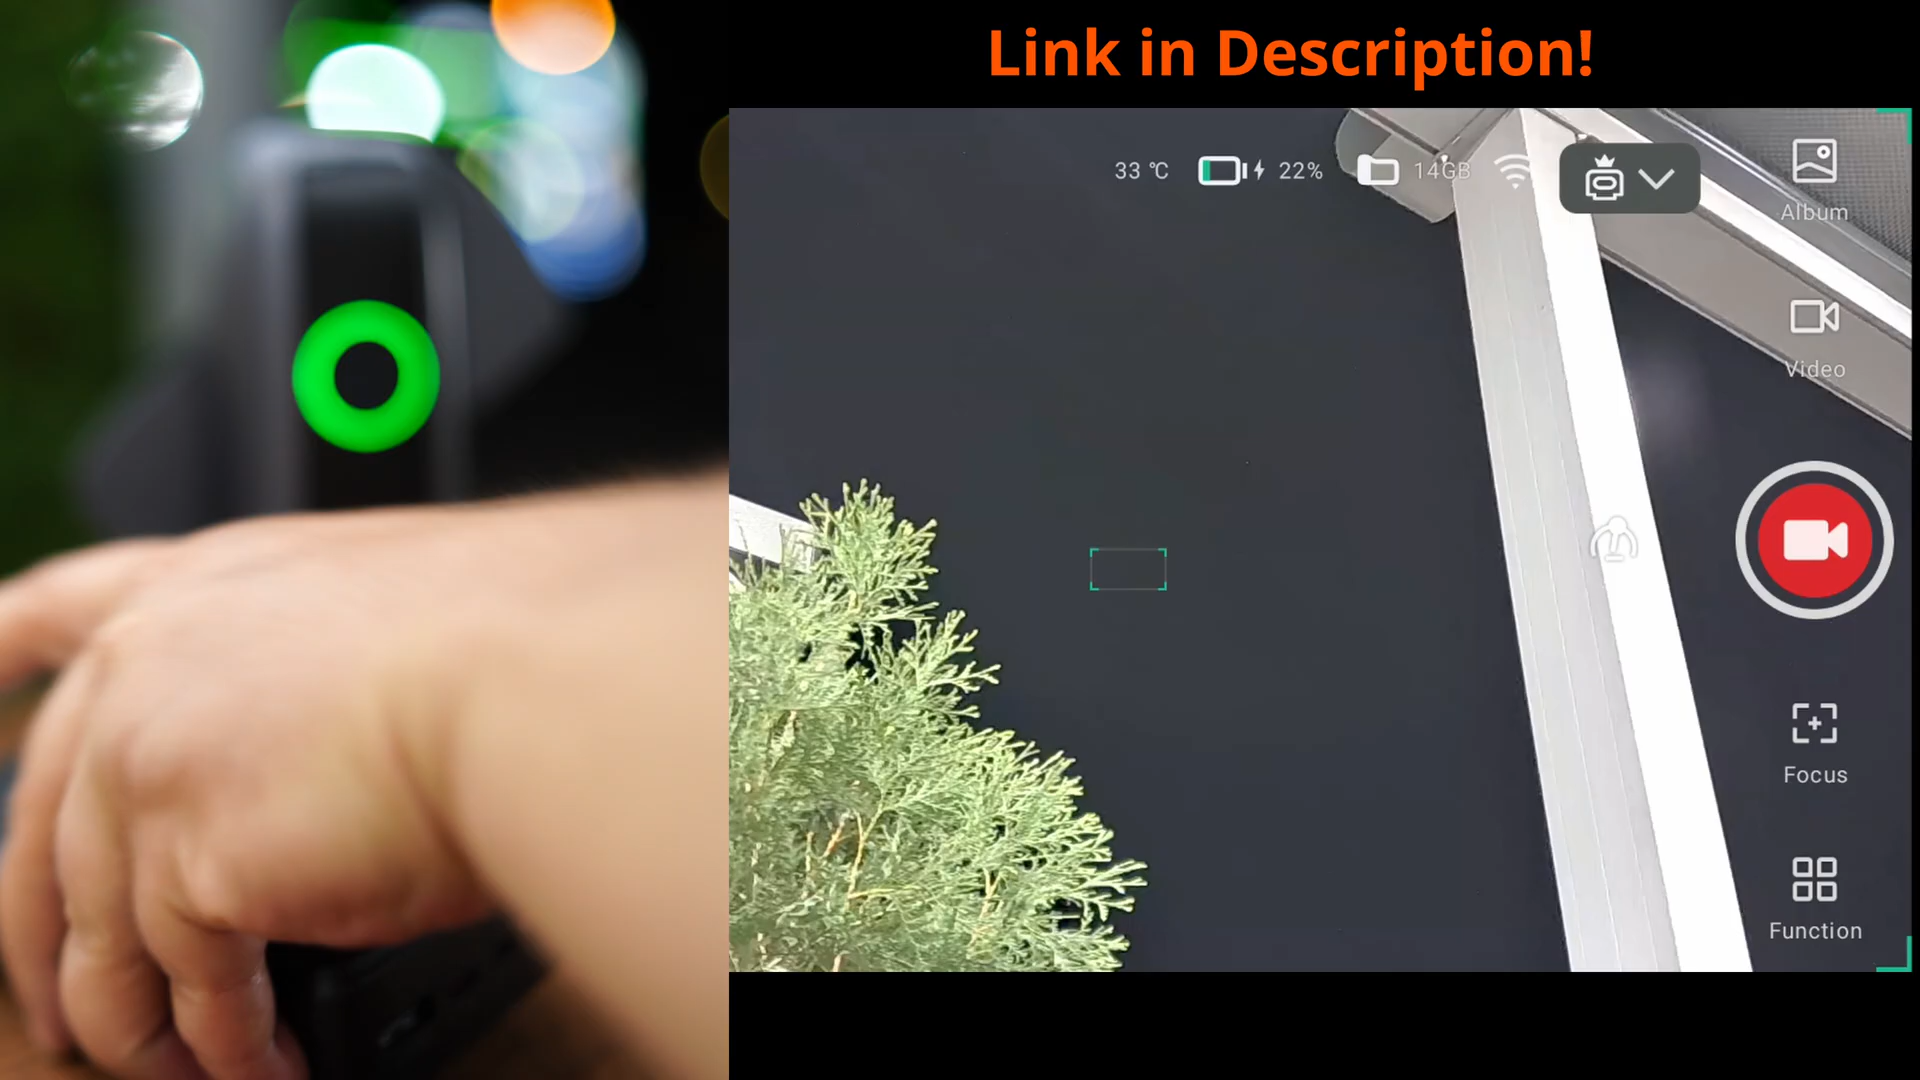 Link in Description!
33 °C 22% 14GB
Album
Video
Focus
Function